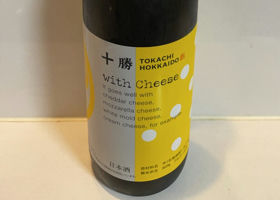 十勝 TOKACHI
HOKKAIDO
with Cheese
It goes well with
cheddar cheese,
mozzarella cheese,
white mold cheese,
cream cheese, for example
日本酒